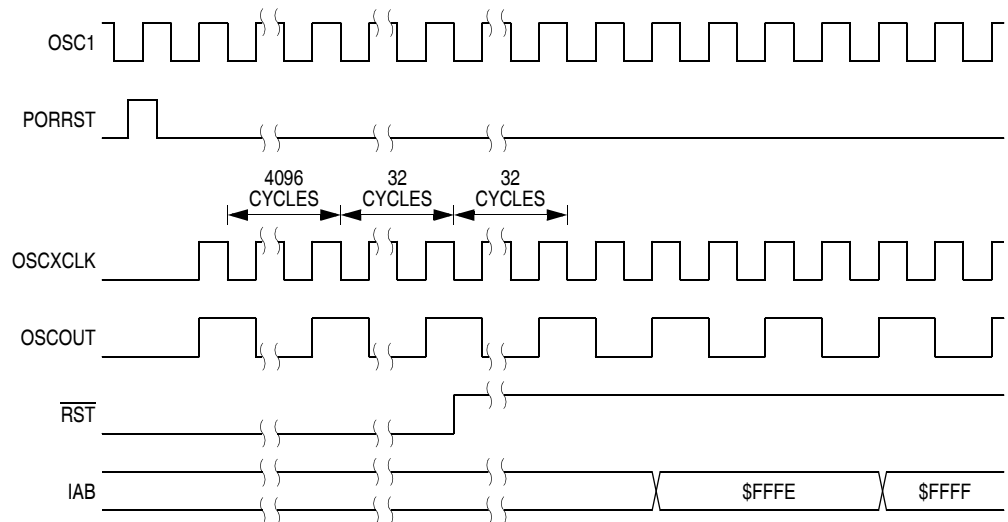 OSC1
PORRST
4096
CYCLES
32
CYCLES
32
CYCLES
OSCXCLK
OSCOUT
RST
IAB
$FFFE
$FFFF